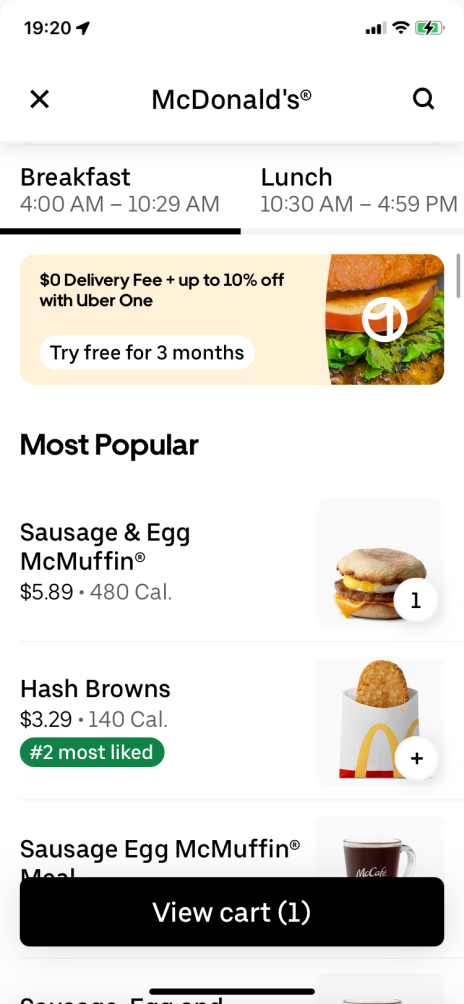 19:20
McDonald's®
Breakfast
4:00 AM – 10:29 AM
Lunch
10:30 AM – 4:59 PM
$0 Delivery Fee + up to 10% off
with Uber One
Try free for 3 months
Most Popular
Sausage & Egg
McMuffin®
$5.89 • 480 Cal.
1
Hash Browns
$3.29 • 140 Cal.
#2 most liked
+
Sausage Egg McMuffin®
Meal
McCafé
View cart (1)
Sausage, Egg and